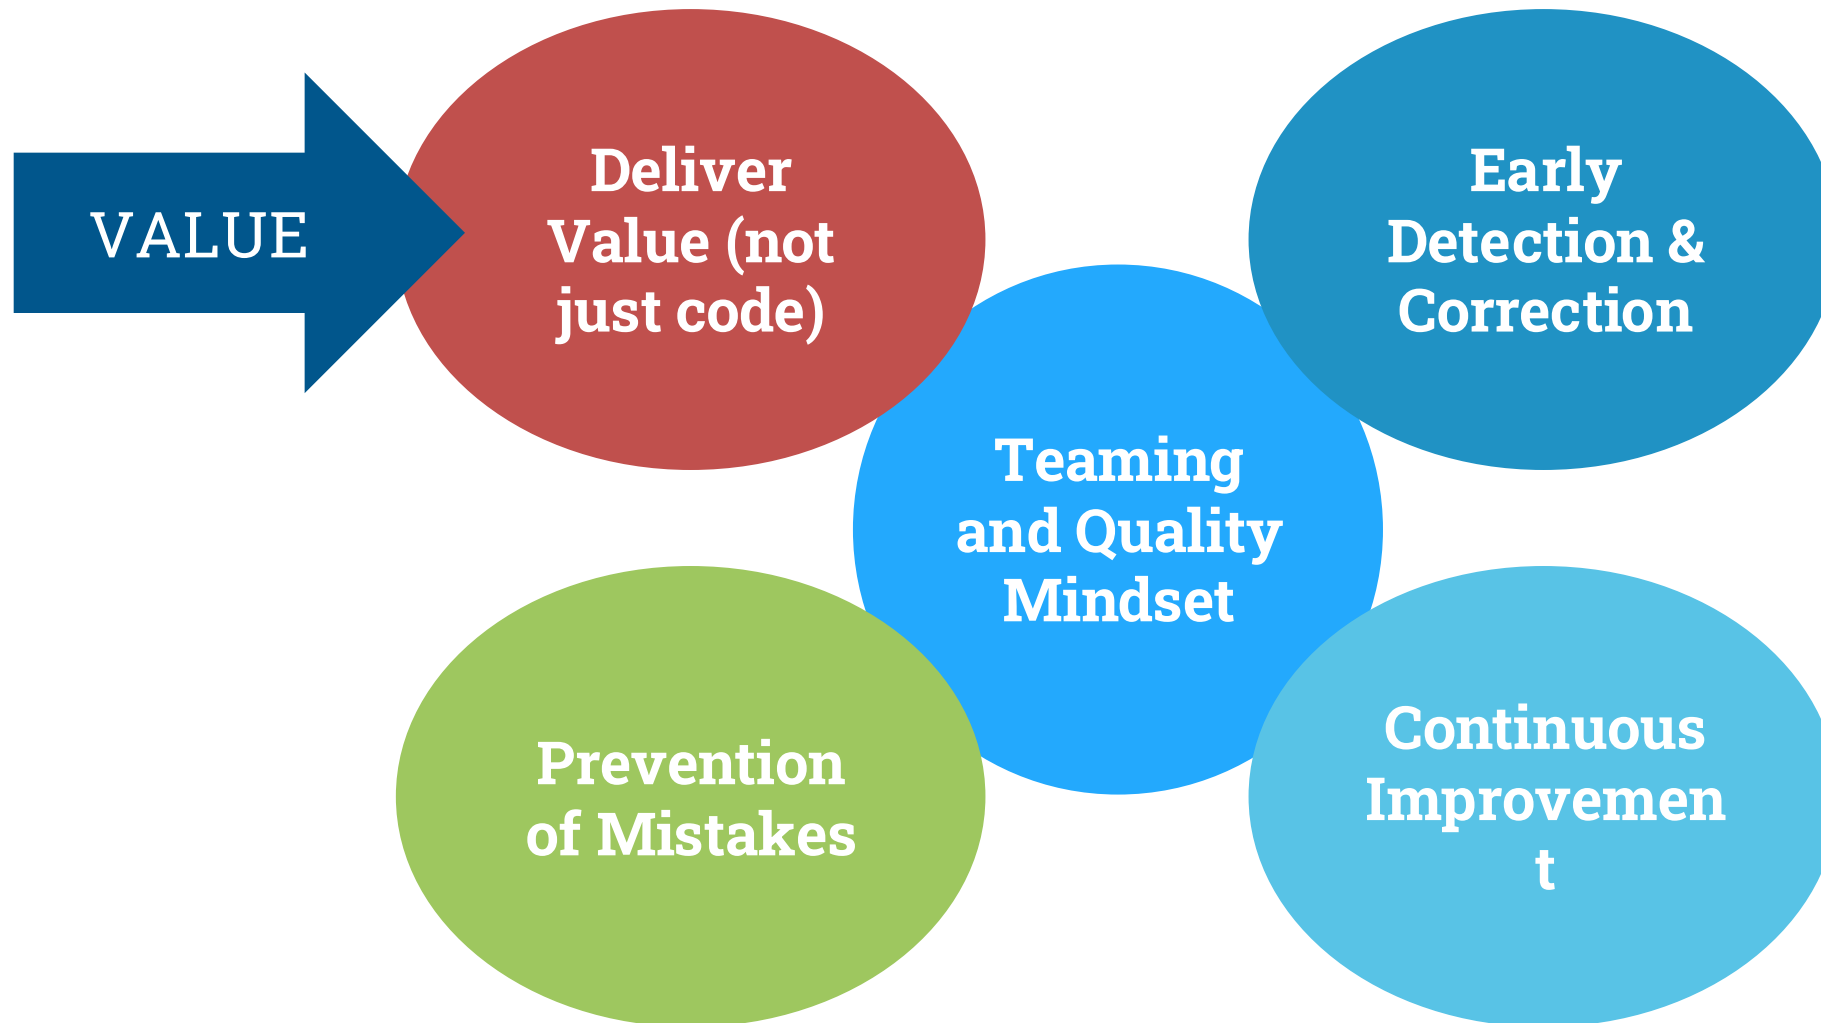 VALUE
Deliver
Value (not
just code)
Early
Detection &
Correction
Teaming
and Quality
Mindset
Prevention
of Mistakes
Continuous
Improvemen
t